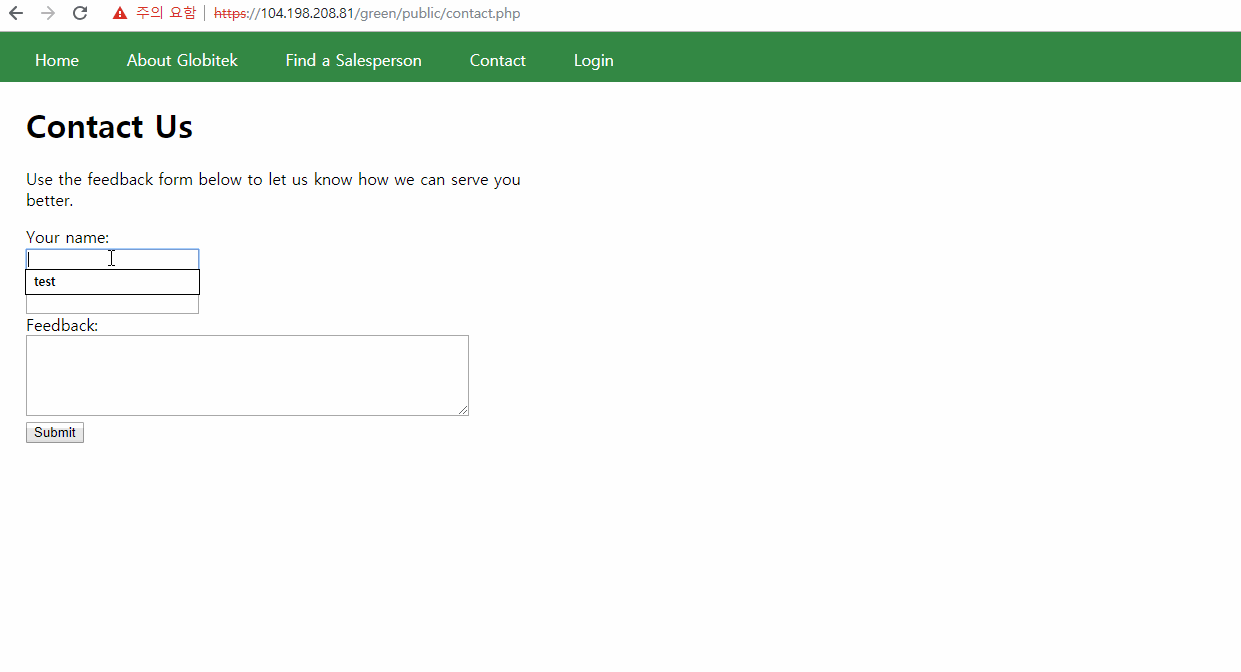 주의 요함 https://104.198.208.81/green/public/contact.php
Home About Globitek Find a Salesperson Contact Login
Contact Us
Use the feedback form below to let us know how we can serve you
better.
Your name:
test
Feedback:
Submit